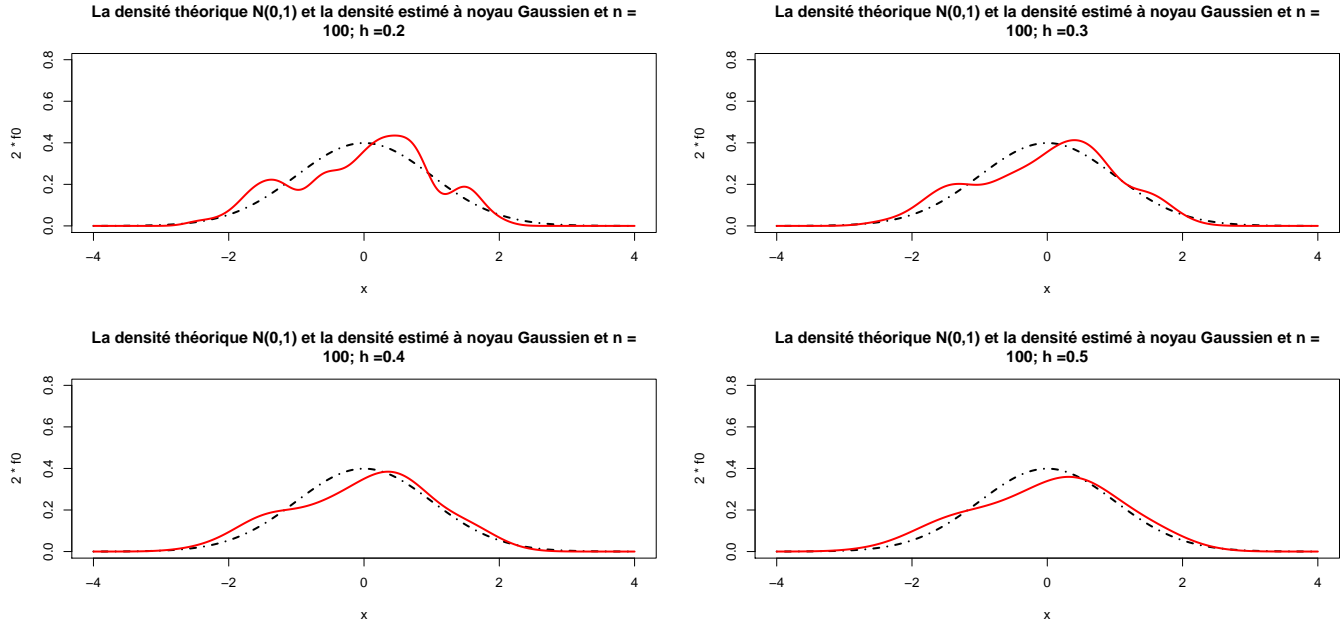 La densité théorique N(0,1) et la densité estimé à noyau Gaussien et n =
100; h =0.2
2 * f0
0.8
0.6
0.4
0.2
0.0
−4
−2
0
2
4
x
La densité théorique N(0,1) et la densité estimé à noyau Gaussien et n =
100; h =0.3
2 * f0
0.8
0.6
0.4
0.2
0.0
−4
−2
0
2
4
x
La densité théorique N(0,1) et la densité estimé à noyau Gaussien et n =
100; h =0.4
2 * f0
0.8
0.6
0.4
0.2
0.0
−4
−2
0
2
4
x
La densité théorique N(0,1) et la densité estimé à noyau Gaussien et n =
100; h =0.5
2 * f0
0.8
0.6
0.4
0.2
0.0
−4
−2
0
2
4
x